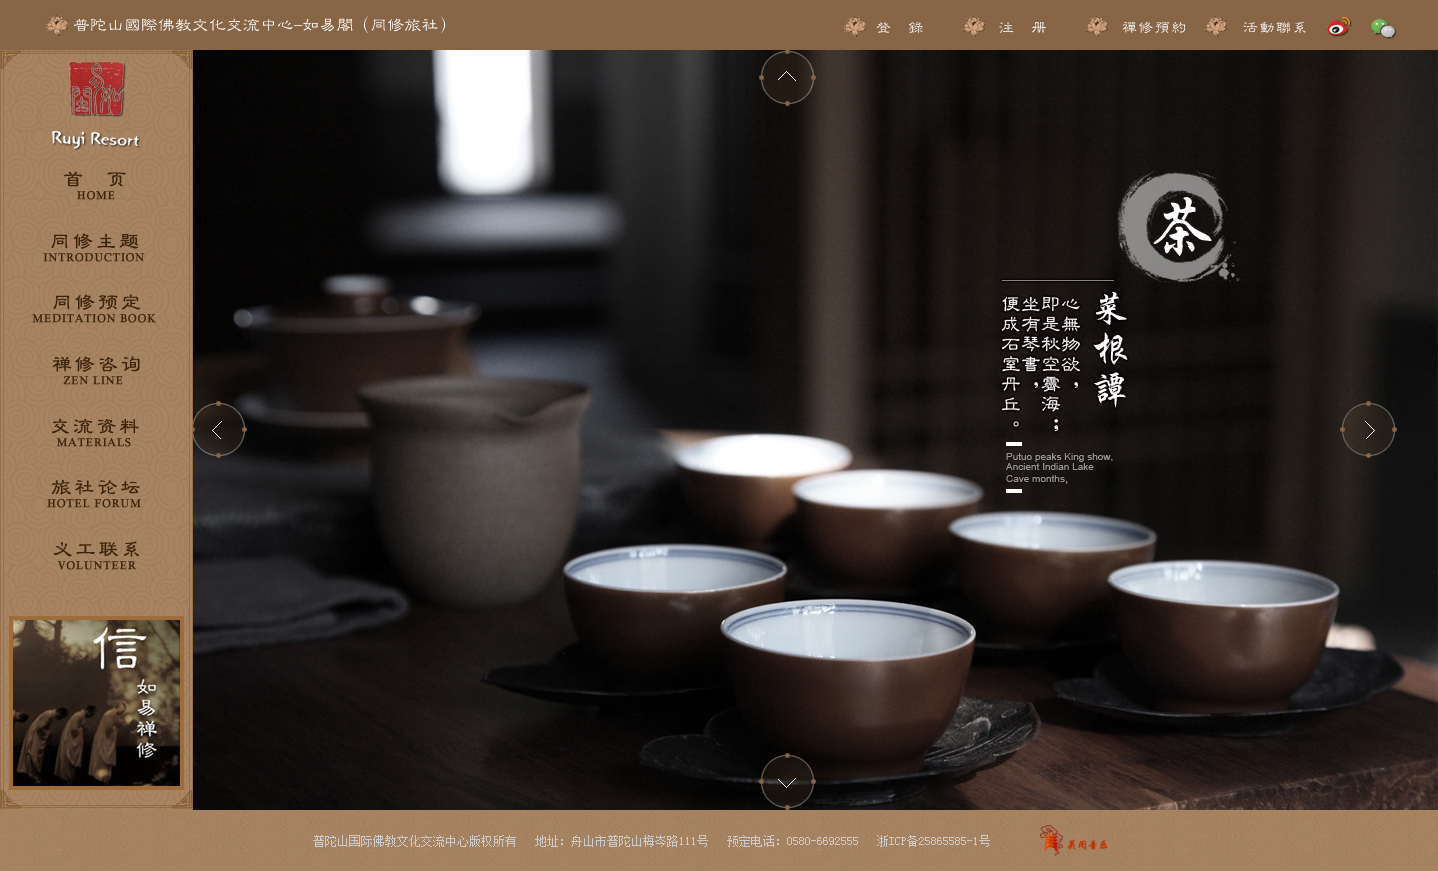 普陀山國際佛教文化交流中心–如易閣（同修旅社）
登 錄
注 册
禪修預約
活動聯系
Ruyi Resort
首 页
HOME
同修主题
INTRODUCTION
同修预定
MEDITATION BOOK
禅修咨询
ZEN LINE
交流资料
MATERIALS
旅社论坛
HOTEL FORUM
义工联系
VOLUNTEER
信
如易禅修
茶
菜根譚
心無物欲，
即是秋空霽海；
坐有琴書，
便成石室丹丘。
Putuo peaks King show,
Ancient Indian Lake
Cave months,
普陀山国际佛教文化交流中心版权所有 地址：舟山市普陀山梅岑路111号 预定电话：0580-6692555 浙ICP备25865585-1号